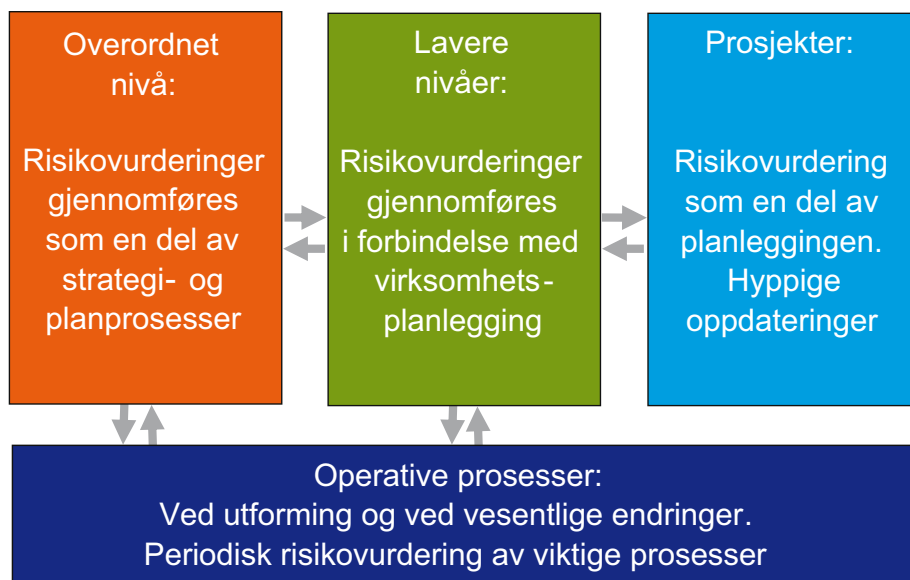 Overordnet
nivå:
Risikovurderinger
gjennomføres
som en del av
strategi- og
planprosesser
Lavere
nivåer:
Risikovurderinger
gjennomføres
i forbindelse med
virksomhets-
planlegging
Prosjekter:
Risikovurdering
som en del av
planleggingen.
Hyppige
oppdateringer
Operative prosesser:
Ved utforming og ved vesentlige endringer.
Periodisk risikovurdering av viktige prosesser